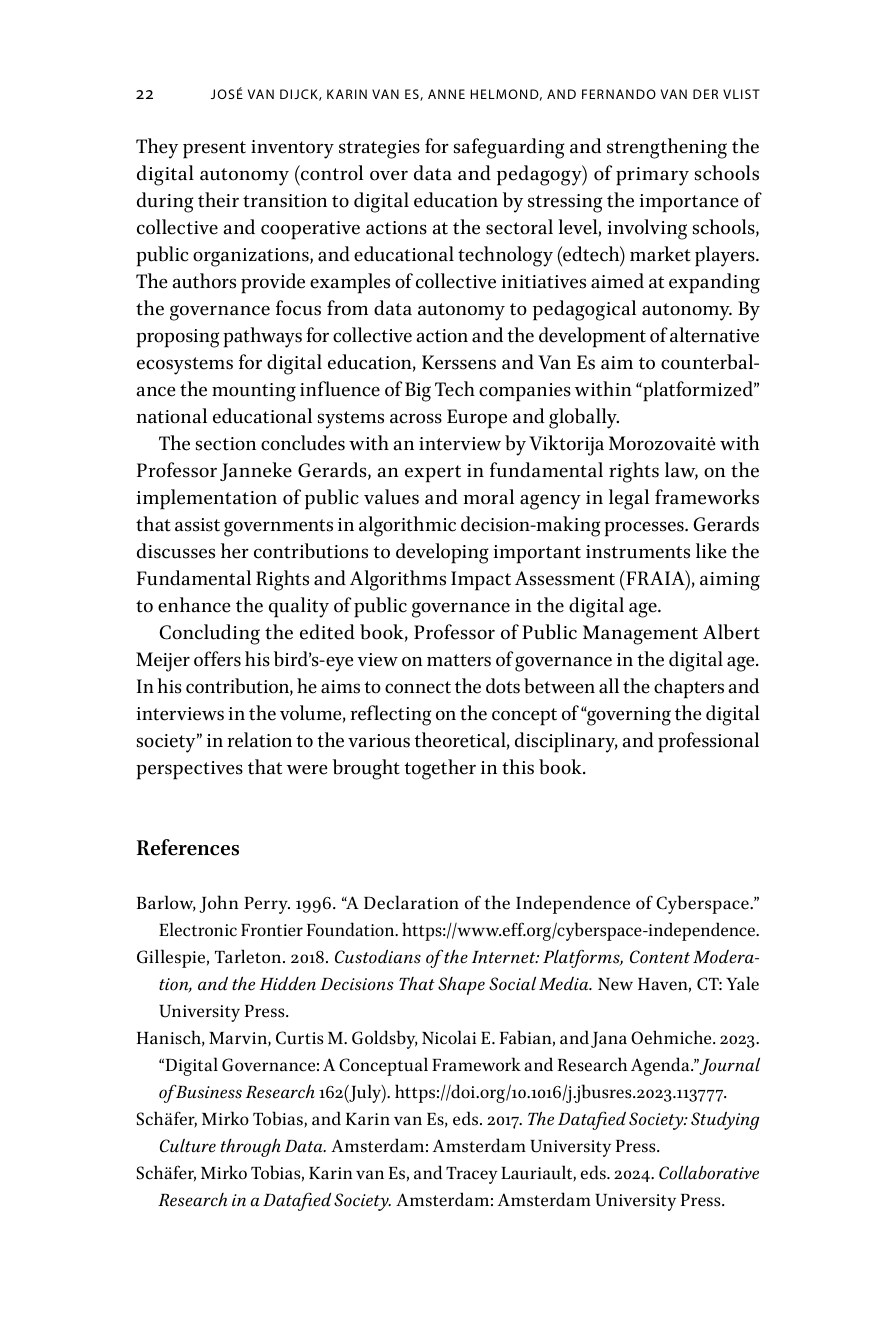 22 JOSÉ VAN DIJCK, KARIN VAN ES, ANNE HELMOND, AND FERNANDO VAN DER VLIST
They present inventory strategies for safeguarding and strengthening the
digital autonomy (control over data and pedagogy) of primary schools
during their transition to digital education by stressing the importance of
collective and cooperative actions at the sectoral level, involving schools,
public organizations, and educational technology (edtech) market players.
The authors provide examples of collective initiatives aimed at expanding
the governance focus from data autonomy to pedagogical autonomy. By
proposing pathways for collective action and the development of alternative
ecosystems for digital education, Kerssens and Van Es aim to counterbal-
ance the mounting influence of Big Tech companies within “platformized”
national educational systems across Europe and globally.
The section concludes with an interview by Viktorija Morozovaitė with
Professor Janneke Gerards, an expert in fundamental rights law, on the
implementation of public values and moral agency in legal frameworks
that assist governments in algorithmic decision-making processes. Gerards
discusses her contributions to developing important instruments like the
Fundamental Rights and Algorithms Impact Assessment (FRAIA), aiming
to enhance the quality of public governance in the digital age.
Concluding the edited book, Professor of Public Management Albert
Meijer offers his bird’s-eye view on matters of governance in the digital age.
In his contribution, he aims to connect the dots between all the chapters and
interviews in the volume, reflecting on the concept of “governing the digital
society” in relation to the various theoretical, disciplinary, and professional
perspectives that were brought together in this book.
References
Barlow, John Perry. 1996. “A Declaration of the Independence of Cyberspace.”
Electronic Frontier Foundation. https://www.eff.org/cyberspace-independence.
Gillespie, Tarleton. 2018. Custodians of the Internet: Platforms, Content Modera-
tion, and the Hidden Decisions That Shape Social Media. New Haven, CT: Yale
University Press.
Hanisch, Marvin, Curtis M. Goldsby, Nicolai E. Fabian, and Jana Oehmiche. 2023.
“Digital Governance: A Conceptual Framework and Research Agenda.” Journal
of Business Research 162(July). https://doi.org/10.1016/j.jbusres.2023.113777.
Schäfer, Mirko Tobias, and Karin van Es, eds. 2017. The Datafied Society: Studying
Culture through Data. Amsterdam: Amsterdam University Press.
Schäfer, Mirko Tobias, Karin van Es, and Tracey Lauriault, eds. 2024. Collaborative
Research in a Datafied Society. Amsterdam: Amsterdam University Press.